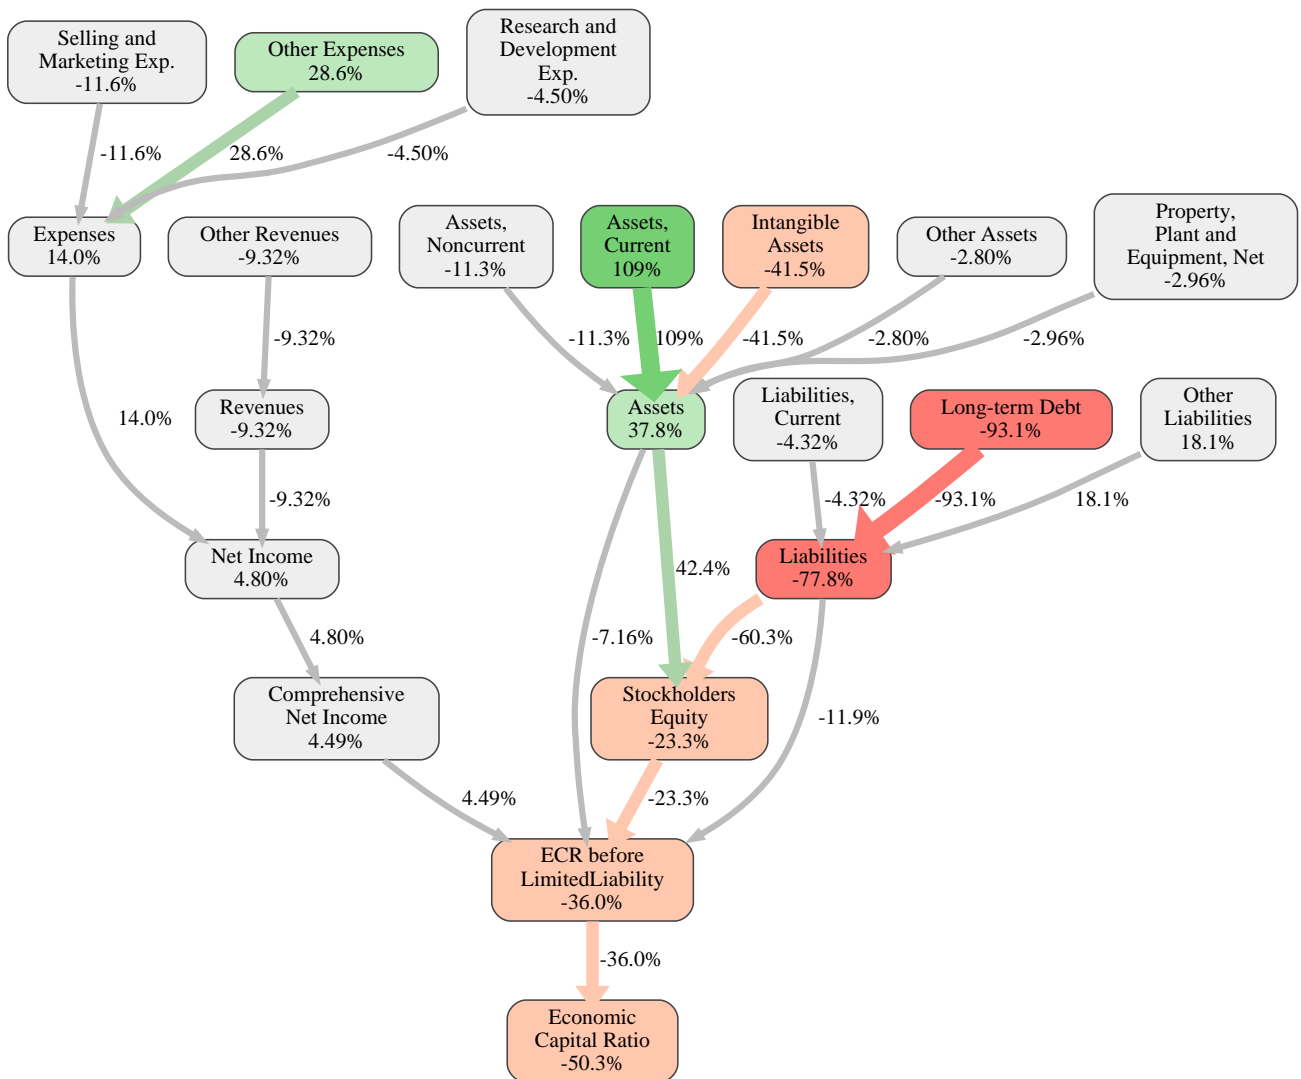 Selling and
Marketing Exp.
-11.6%
Other Expenses
28.6%
Research and
Development
Exp.
-4.50%
-11.6%
28.6%
-4.50%
Expenses
14.0%
Other Revenues
-9.32%
Assets,
Noncurrent
-11.3%
Assets,
Current
109%
Intangible
Assets
-41.5%
Other Assets
-2.80%
Property,
Plant and
Equipment, Net
-2.96%
-9.32%
-11.3%
109%
-41.5%
-2.80%
-2.96%
14.0%
Revenues
-9.32%
Assets
37.8%
Liabilities,
Current
-4.32%
Long-term Debt
-93.1%
Other
Liabilities
18.1%
-9.32%
-4.32%
-93.1%
18.1%
Net Income
4.80%
42.4%
Liabilities
-77.8%
4.80%
-7.16%
-60.3%
Comprehensive
Net Income
4.49%
Stockholders
Equity
-23.3%
-11.9%
4.49%
-23.3%
ECR before
LimitedLiability
-36.0%
-36.0%
Economic
Capital Ratio
-50.3%